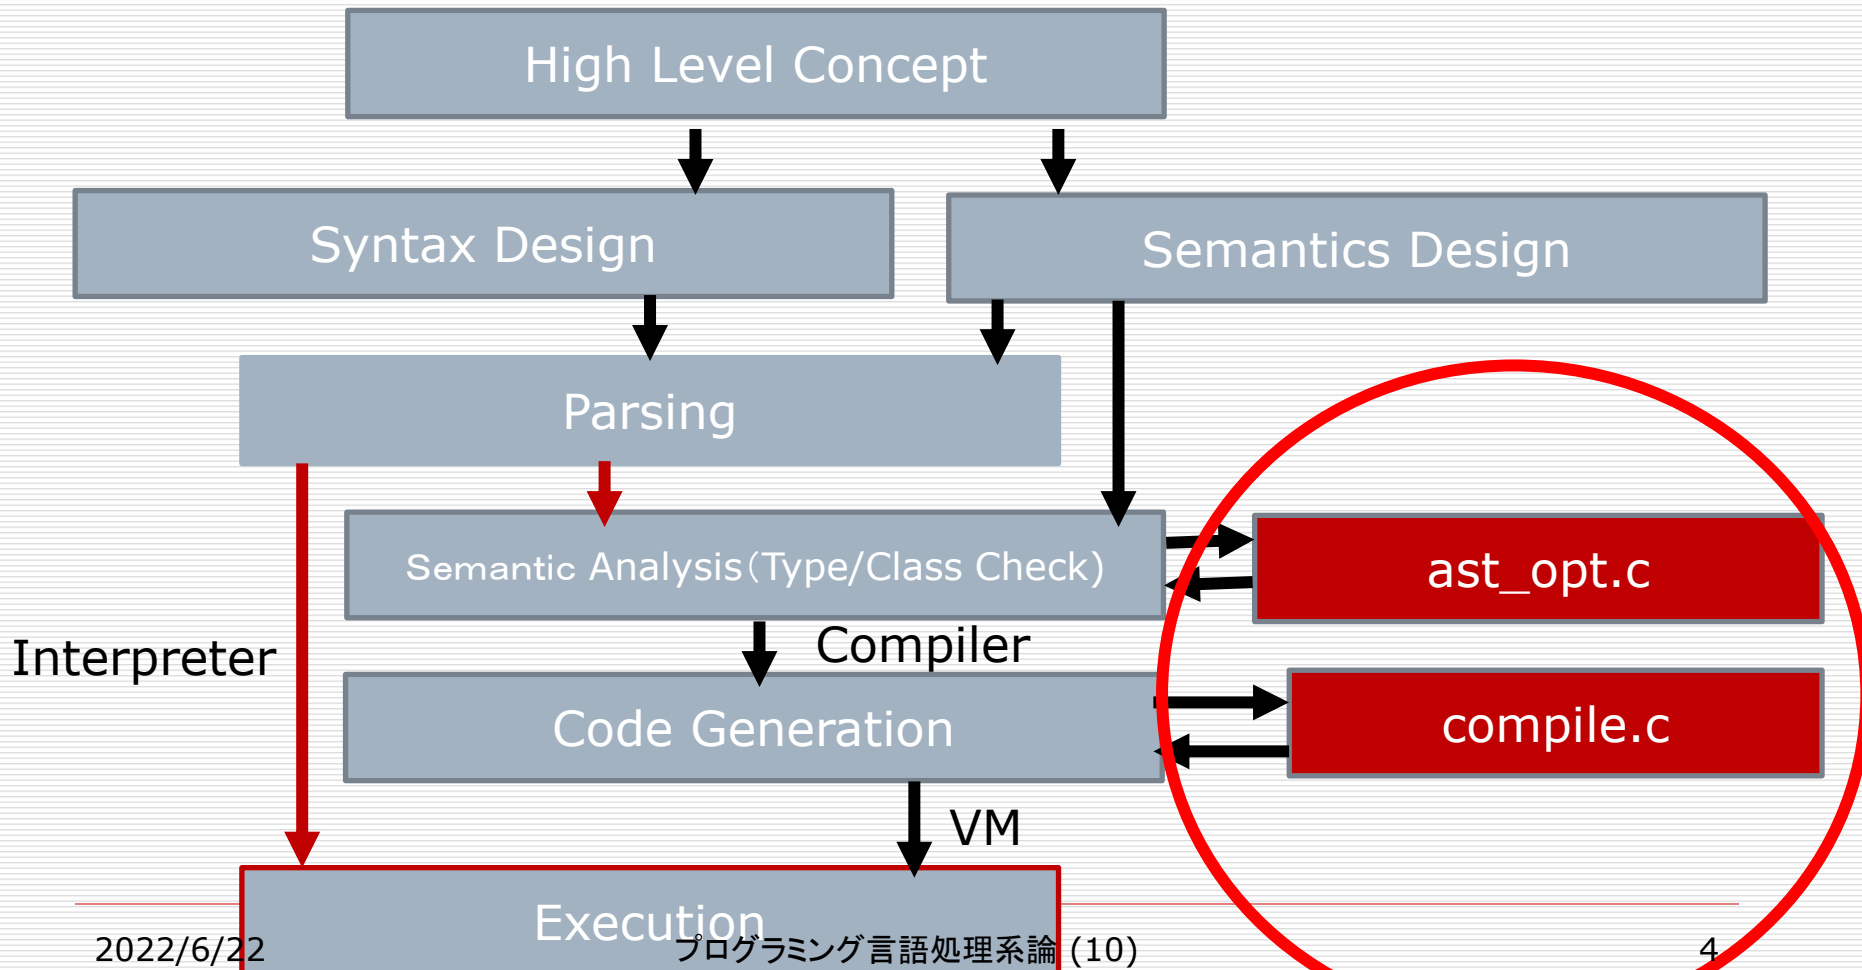 High Level Concept
Syntax Design
Semantics Design
Parsing
Semantic Analysis(Type/Class Check)
ast_opt.c
Interpreter
Compiler
Code Generation
compile.c
VM
Execution
2022/6/22
プログラミング言語処理系論 (10)
4